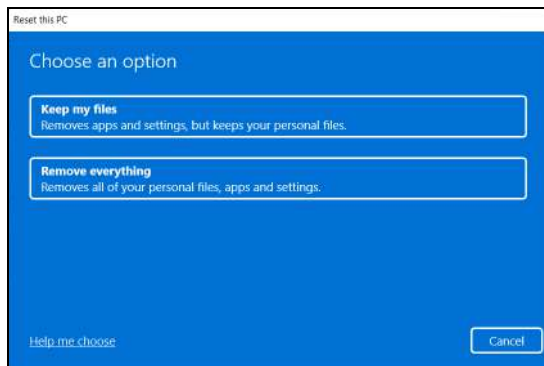 Reset this PC
Choose an option
Keep my files
Removes apps and settings, but keeps your personal files.
Remove everything
Removes all of your personal files, apps and settings.
Help me choose
Cancel